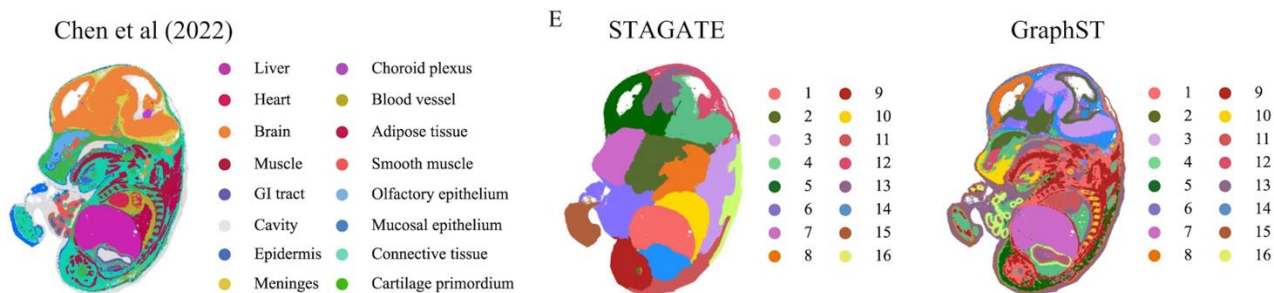 Chen et al (2022)
Liver
Heart
Brain
Muscle
GI tract
Cavity
Epidermis
Meninges
Choroid plexus
Blood vessel
Adipose tissue
Smooth muscle
Olfactory epithelium
Mucosal epithelium
Connective tissue
Cartilage primordium
E
STAGATE
1
2
3
4
5
6
7
8
9
10
11
12
13
14
15
16
GraphST
1
2
3
4
5
6
7
8
9
10
11
12
13
14
15
16